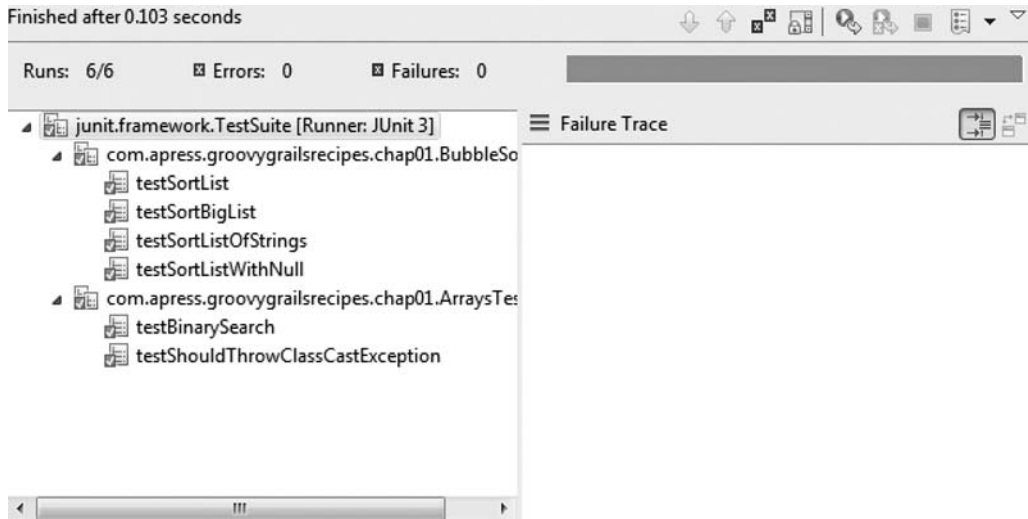 Finished after 0.103 seconds
Runs: 6/6 Errors: 0 Failures: 0
junit.framework.TestSuite [Runner: JUnit 3]
com.apress.groovygrailsrecipes.chap01.BubbleSo
testSortList
testSortBigList
testSortListOfStrings
testSortListWithNull
com.apress.groovygrailsrecipes.chap01.ArraysTes
testBinarySearch
testShouldThrowClassCastException
Failure Trace